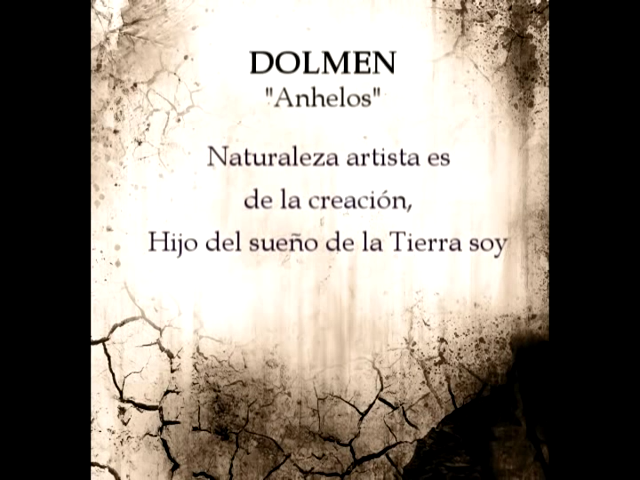 DOLMEN
"Anhelos"
Naturaleza artista es
de la creación,
Hijo del sueño de la Tierra soy